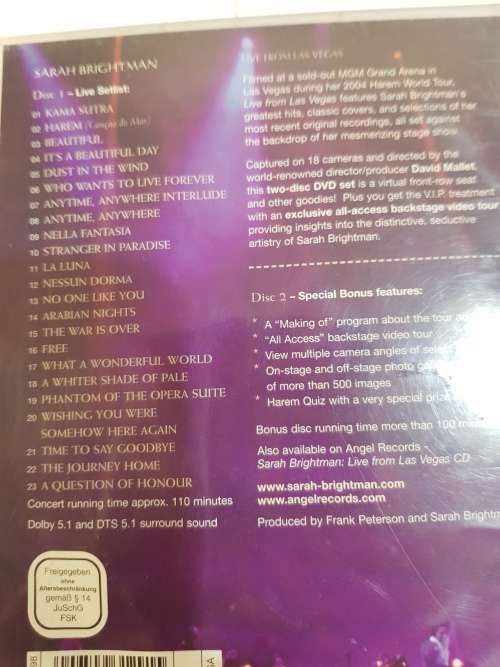 SARAH BRIGHTMAN
Disc 1 – Live Setlist:
01 KAMA SUTRA
02 HAREM (Canção do Mar)
03 BEAUTIFUL
04 IT'S A BEAUTIFUL DAY
05 DUST IN THE WIND
06 WHO WANTS TO LIVE FOREVER
07 ANYTIME, ANYWHERE INTERLUDE
08 ANYTIME, ANYWHERE
09 NELLA FANTASIA
10 STRANGER IN PARADISE
11 LA LUNA
12 NESSUN DORMA
13 NO ONE LIKE YOU
14 ARABIAN NIGHTS
15 THE WAR IS OVER
16 FREE
17 WHAT A WONDERFUL WORLD
18 A WHITER SHADE OF PALE
19 PHANTOM OF THE OPERA SUITE
20 WISHING YOU WERE
SOMEHOW HERE AGAIN
21 TIME TO SAY GOODBYE
22 THE JOURNEY HOME
23 A QUESTION OF HONOUR
Concert running time approx. 110 minutes
Dolby 5.1 and DTS 5.1 surround sound
LIVE FROM LAS VEGAS
Filmed at a sold-out MGM Grand Arena in
Las Vegas during her 2004 Harem World Tour,
Live from Las Vegas features Sarah Brightman's
greatest hits, classic covers, and selections of her
most recent original recordings, all set against
the backdrop of her mesmerizing stage show.
Captured on 18 cameras and directed by the
world-renowned director/producer David Mallet,
this two-disc DVD set is a virtual front-row seat
and other goodies! Plus you get the V.I.P. treatment
with an exclusive all-access backstage video tour
providing insights into the distinctive, seductive
artistry of Sarah Brightman.
Disc 2 – Special Bonus features:
* A "Making of" program about the tour
* "All Access" backstage video tour
* View multiple camera angles of
* On-stage and off-stage photo
of more than 500 images
* Harem Quiz with a very special
Bonus disc running time more than 100
Also available on Angel Records -
Sarah Brightman: Live from Las Vegas CD
www.sarah-brightman.com
www.angelrecords.com
Produced by Frank Peterson and Sarah
Freigegeben
ohne
Altersbeschränkung
gemäß § 14
JuSchG
FSK